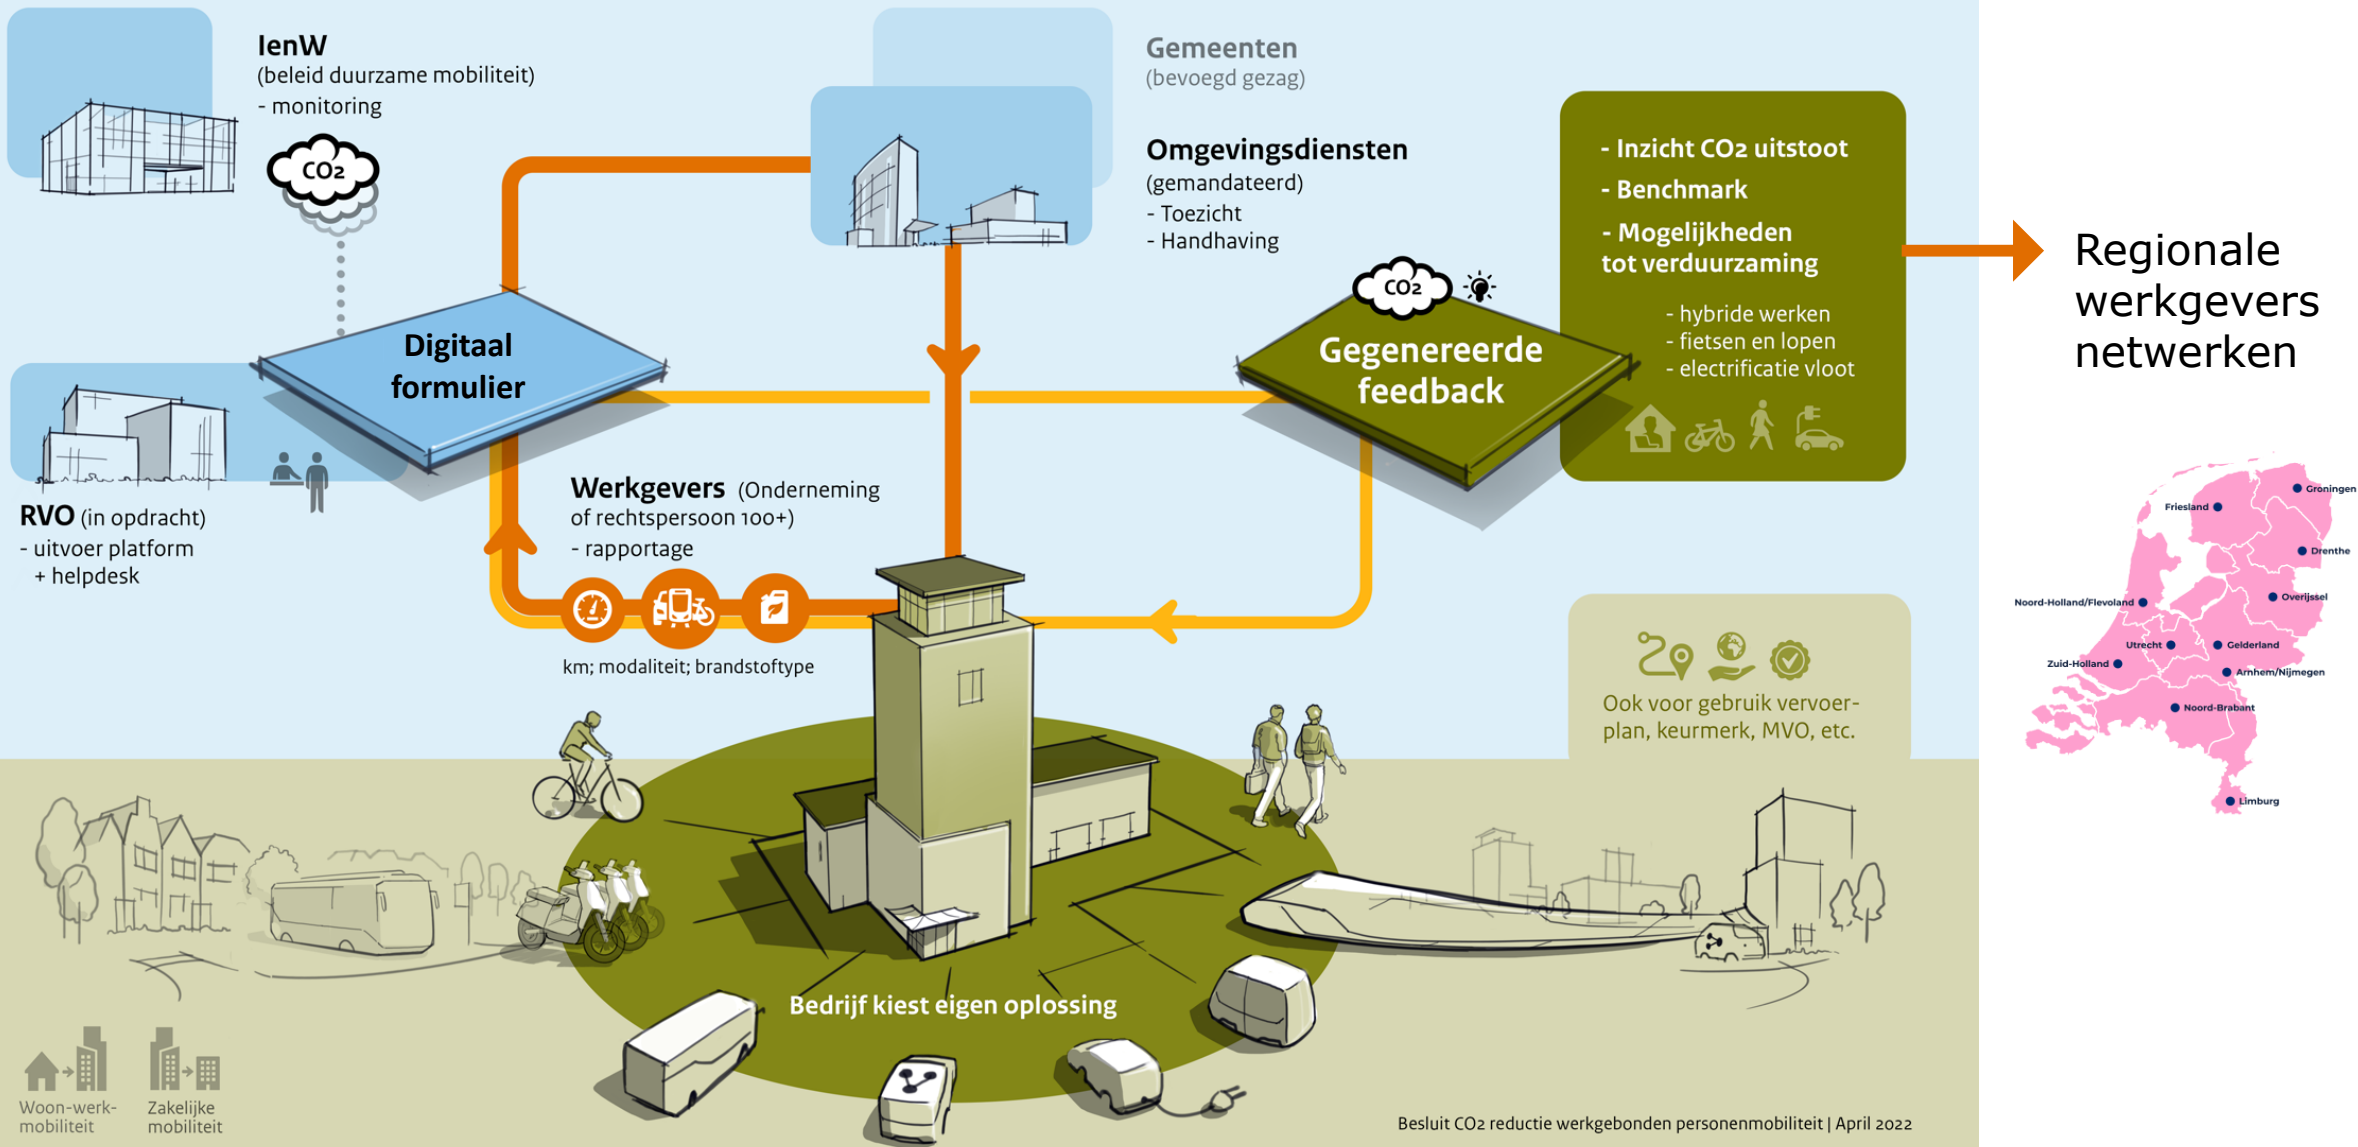 IenW
(beleid duurzame mobiliteit)
- monitoring
CO2
Gemeenten
(bevoegd gezag)
Omgevingsdiensten
(gemandateerd)
- Toezicht
- Handhaving
- Inzicht CO2 uitstoot
- Benchmark
- Mogelijkheden
tot verduurzaming
- hybride werken
- fietsen en lopen
- electrificatie vloot
Regionale
werkgevers
netwerken
Digitaal
formulier
CO2
Gegenereerde
feedback
RVO (in opdracht)
- uitvoer platform
+ helpdesk
Werkgevers (Onderneming
of rechtspersoon 100+)
- rapportage
km; modaliteit; brandstoftype
Ook voor gebruik vervoer-
plan, keurmerk, MVO, etc.
Groningen
Friesland
Drenthe
Overijssel
Noord-Holland/Flevoland
Utrecht
Gelderland
Zuid-Holland
Arnhem/Nijmegen
Noord-Brabant
Limburg
Bedrijf kiest eigen oplossing
Woon-werk-
mobiliteit
Zakelijke
mobiliteit
Besluit CO2 reductie werkgebonden personenmobiliteit | April 2022